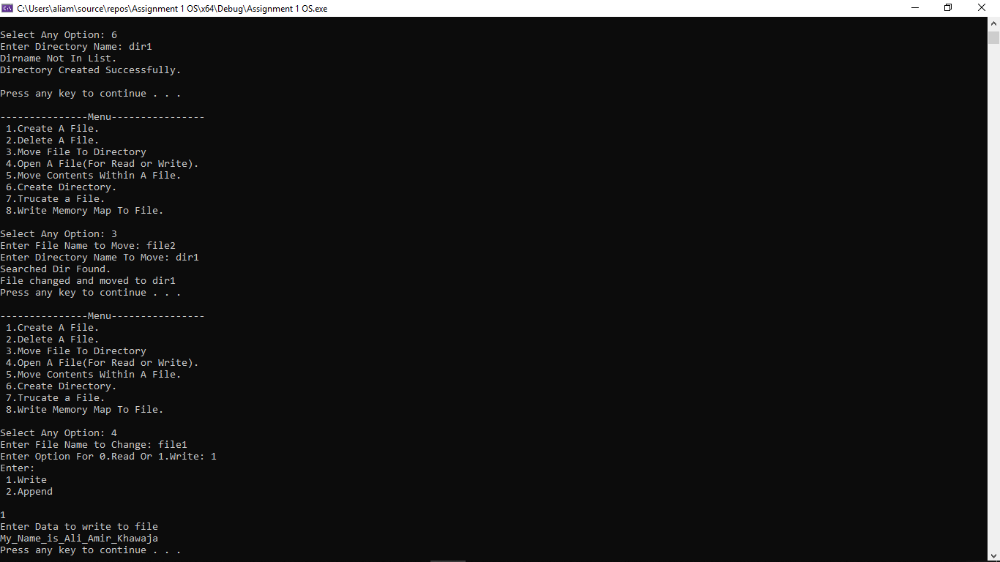 C:\Users\aliam\source\repos\Assignment 1 OS\x64\Debug\Assignment 1 OS.exe
Select Any Option: 6
Enter Directory Name: dir1
Dirname Not In List.
Directory Created Successfully.
Press any key to continue . . .
---------------Menu----------------
1.Create A File.
2.Delete A File.
3.Move File To Directory
4.Open A File(For Read or Write).
5.Move Contents Within A File.
6.Create Directory.
7.Trucate a File.
8.Write Memory Map To File.
Select Any Option: 3
Enter File Name to Move: file2
Enter Directory Name To Move: dir1
Searched Dir Found.
File changed and moved to dir1
Press any key to continue . . .
---------------Menu----------------
1.Create A File.
2.Delete A File.
3.Move File To Directory
4.Open A File(For Read or Write).
5.Move Contents Within A File.
6.Create Directory.
7.Trucate a File.
8.Write Memory Map To File.
Select Any Option: 4
Enter File Name to Change: file1
Enter Option For 0.Read Or 1.Write: 1
Enter:
1.Write
2.Append
1
Enter Data to write to file
My_Name_is_Ali_Amir_Khawaja
Press any key to continue . . .